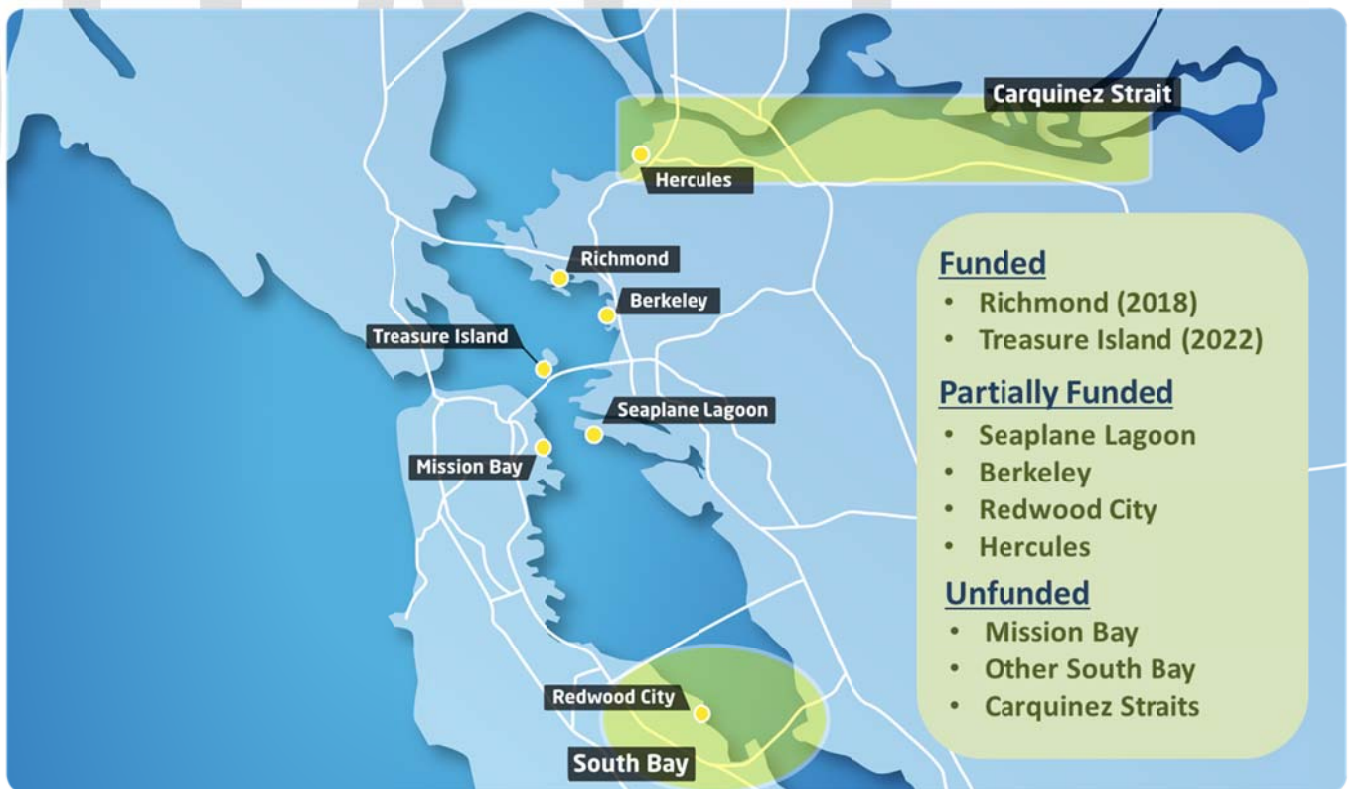 Carquinez Strait
Hercules
Richmond
Berkeley
Treasure Island
Seaplane Lagoon
Mission Bay
Redwood City
South Bay
Funded
• Richmond (2018)
• Treasure Island (2022)
Partially Funded
• Seaplane Lagoon
• Berkeley
• Redwood City
• Hercules
Unfunded
• Mission Bay
• Other South Bay
• Carquinez Straits